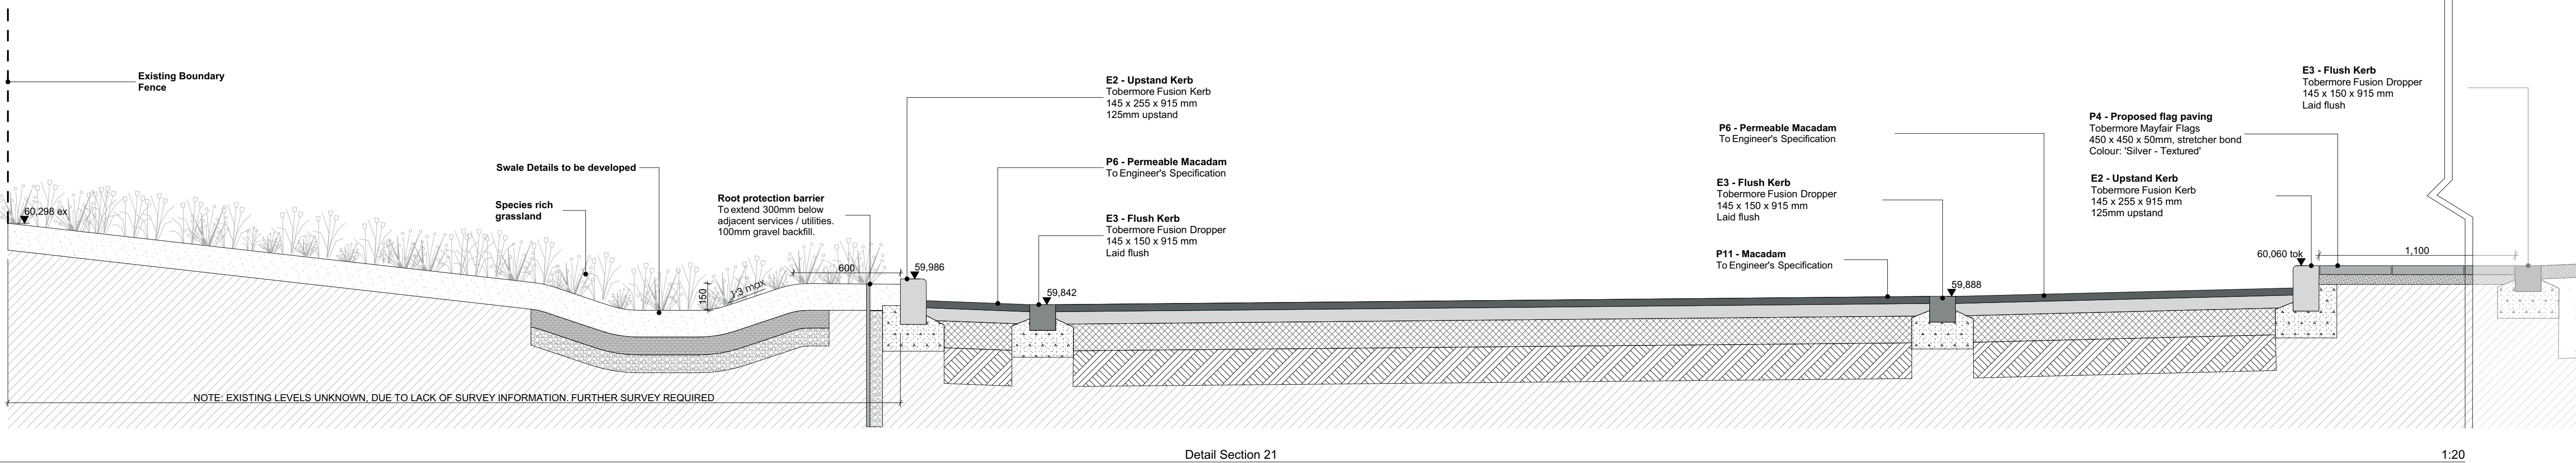 Existing Boundary
Fence
60,298 ex
Swale Details to be developed
Species rich
grassland
Root protection barrier
To extend 300mm below
adjacent services / utilities.
100mm gravel backfill.
150
1:3 max
600
59,986
E2 - Upstand Kerb
Tobermore Fusion Kerb
145 x 255 x 915 mm
125mm upstand
P6 - Permeable Macadam
To Engineer's Specification
E3 - Flush Kerb
Tobermore Fusion Dropper
145 x 150 x 915 mm
Laid flush
59,842
P6 - Permeable Macadam
To Engineer's Specification
E3 - Flush Kerb
Tobermore Fusion Dropper
145 x 150 x 915 mm
Laid flush
P11 - Macadam
To Engineer's Specification
59,888
E3 - Flush Kerb
Tobermore Fusion Dropper
145 x 150 x 915 mm
Laid flush
P4 - Proposed flag paving
Tobermore Mayfair Flags
450 x 450 x 50mm, stretcher bond
Colour: 'Silver - Textured'
E2 - Upstand Kerb
Tobermore Fusion Kerb
145 x 255 x 915 mm
125mm upstand
60,060 tok
1,100
NOTE: EXISTING LEVELS UNKNOWN, DUE TO LACK OF SURVEY INFORMATION. FURTHER SURVEY REQUIRED
Detail Section 21
1:20